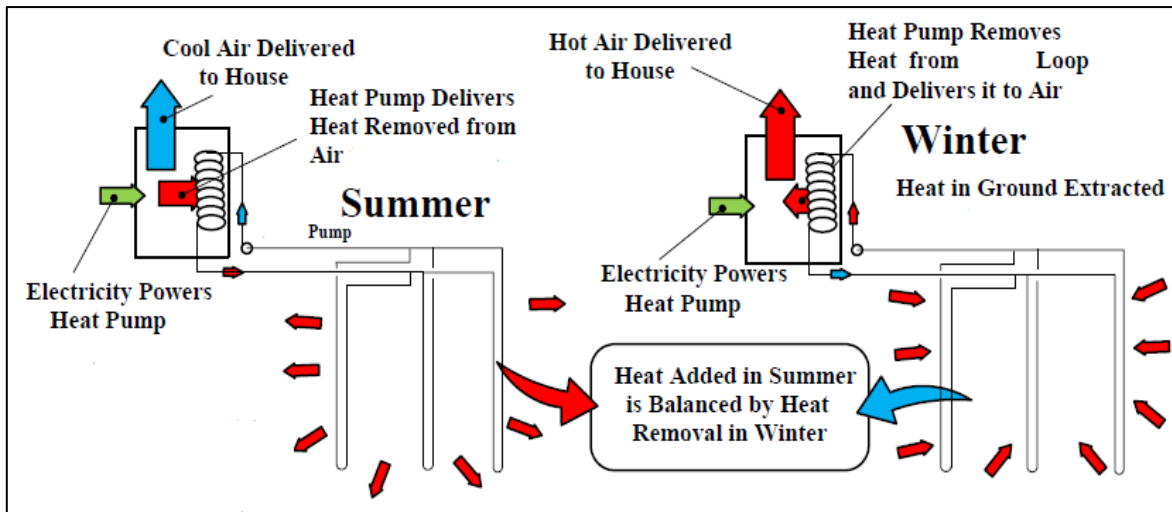 Cool Air Delivered
to House
Heat Pump Delivers
Heat Removed from
Air
Summer
Pump
Electricity Powers
Heat Pump
Hot Air Delivered
to House
Heat Pump Removes
Heat from Loop
and Delivers it to Air
Winter
Heat in Ground Extracted
Electricity Powers
Heat Pump
Heat Added in Summer
is Balanced by Heat
Removal in Winter